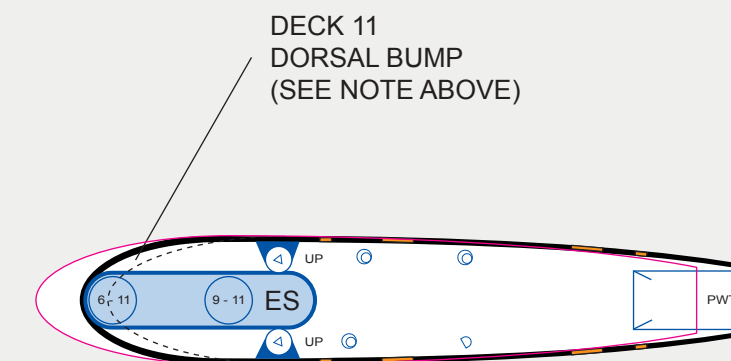 DECK 11
DORSAL BUMP
(SEE NOTE ABOVE)
UP
6 - 11
9 - 11
ES
PWT
UP